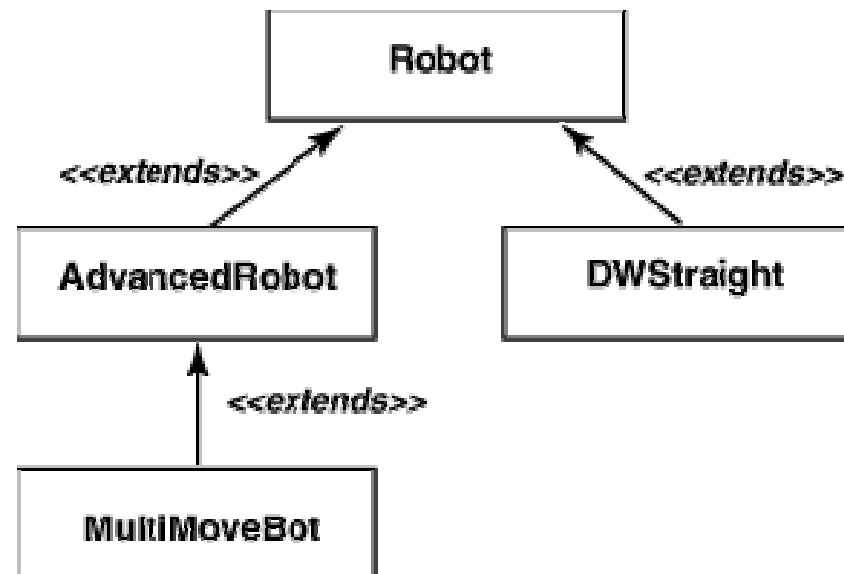 Robot
<<extends>>
<<extends>>
AdvancedRobot
DWStraight
<<extends>>
MultiMoveBot